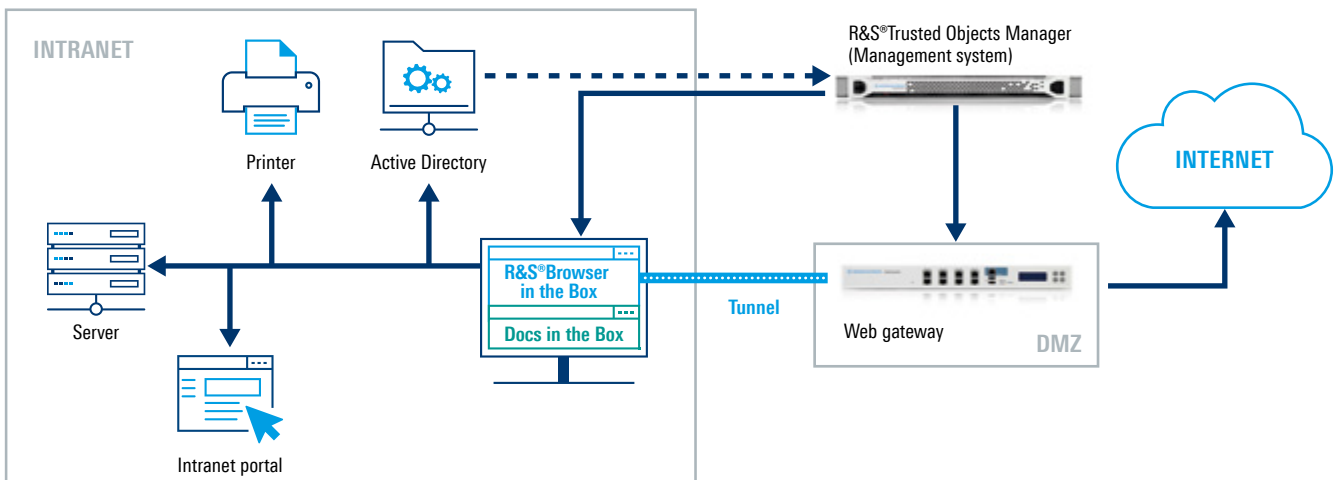 INTRANET
R&S®Trusted Objects Manager
(Management system)
Printer
Active Directory
INTERNET
R&S®Browser
in the Box
Docs in the Box
Tunnel
Server
Web gateway
DMZ
Intranet portal